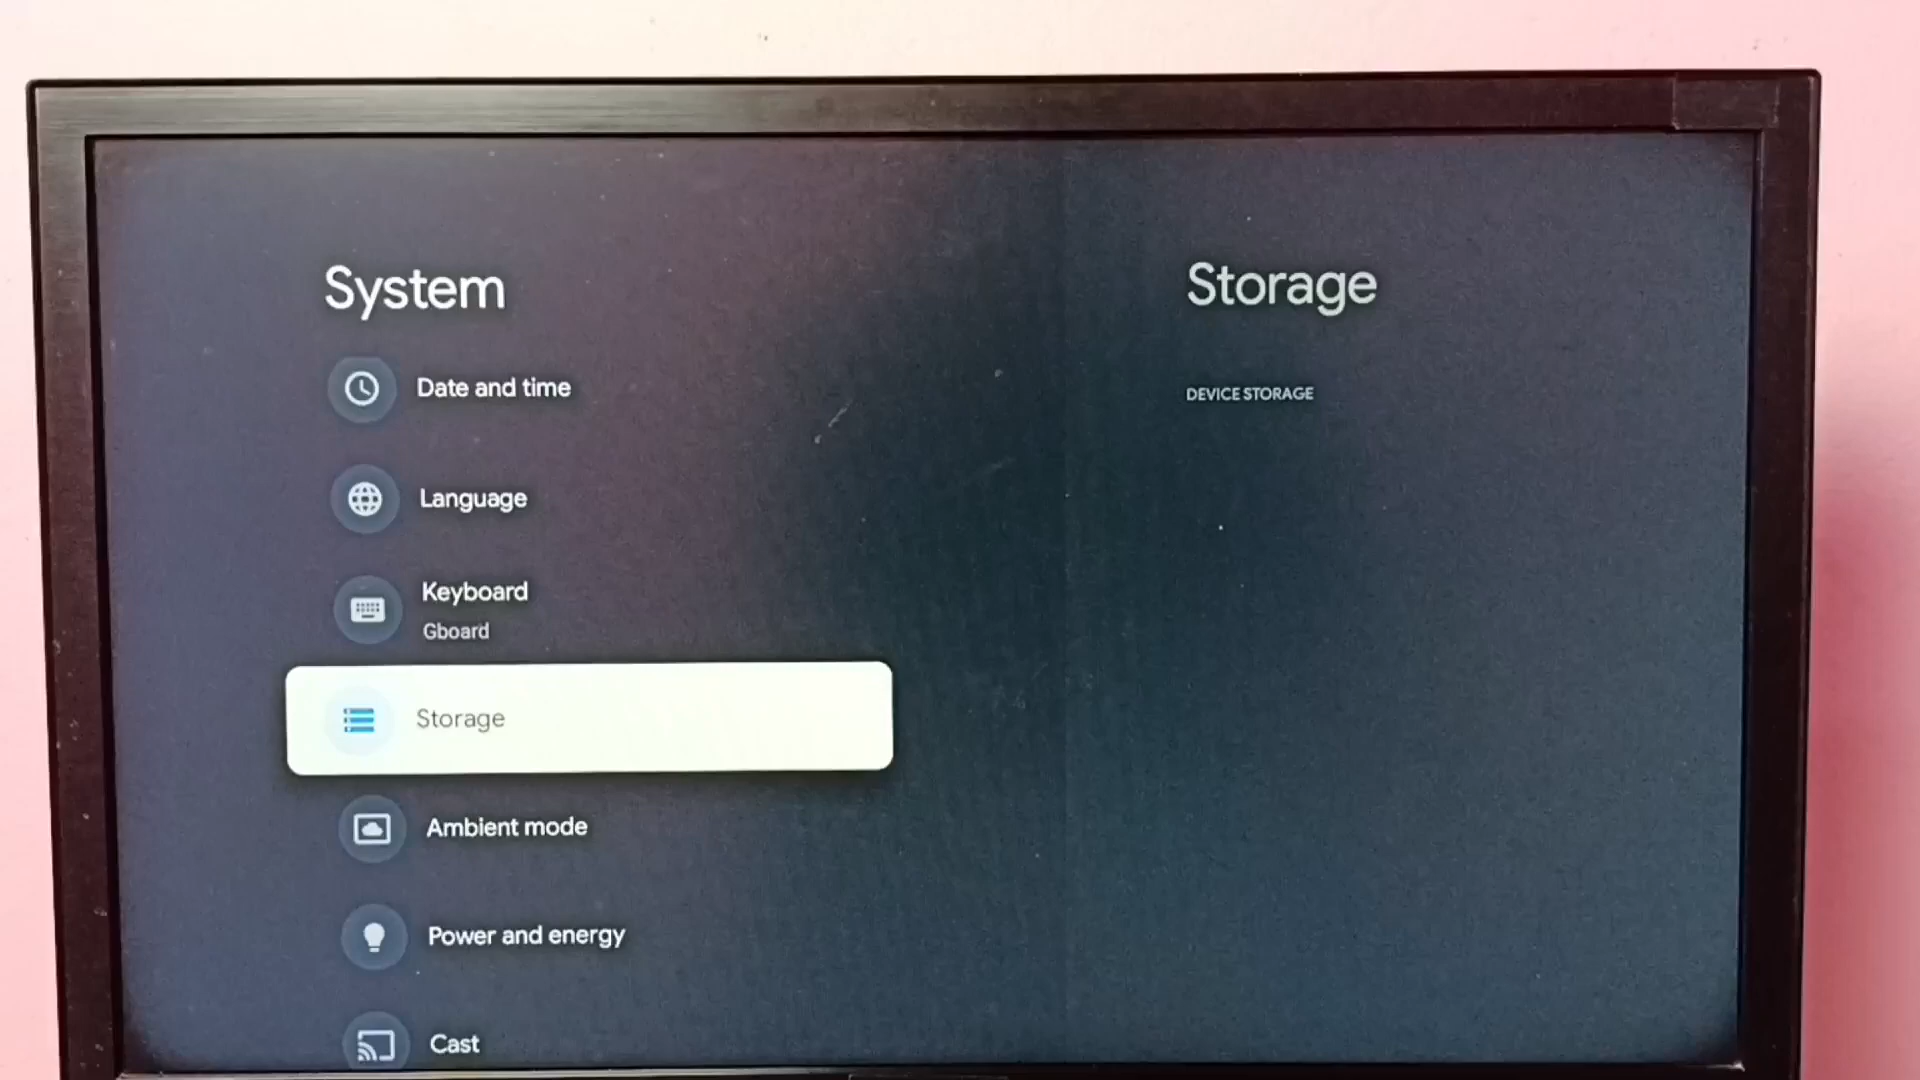 System
Date and time
Language
Keyboard
Gboard
Storage
Ambient mode
Power and energy
Cast
Storage
DEVICE STORAGE